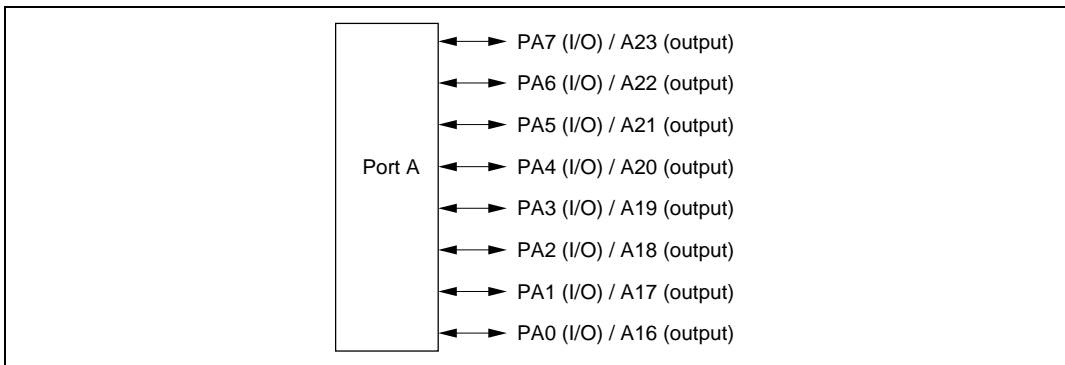 PA7 (I/O) / A23 (output)
PA6 (I/O) / A22 (output)
PA5 (I/O) / A21 (output)
Port A
PA4 (I/O) / A20 (output)
PA3 (I/O) / A19 (output)
PA2 (I/O) / A18 (output)
PA1 (I/O) / A17 (output)
PA0 (I/O) / A16 (output)